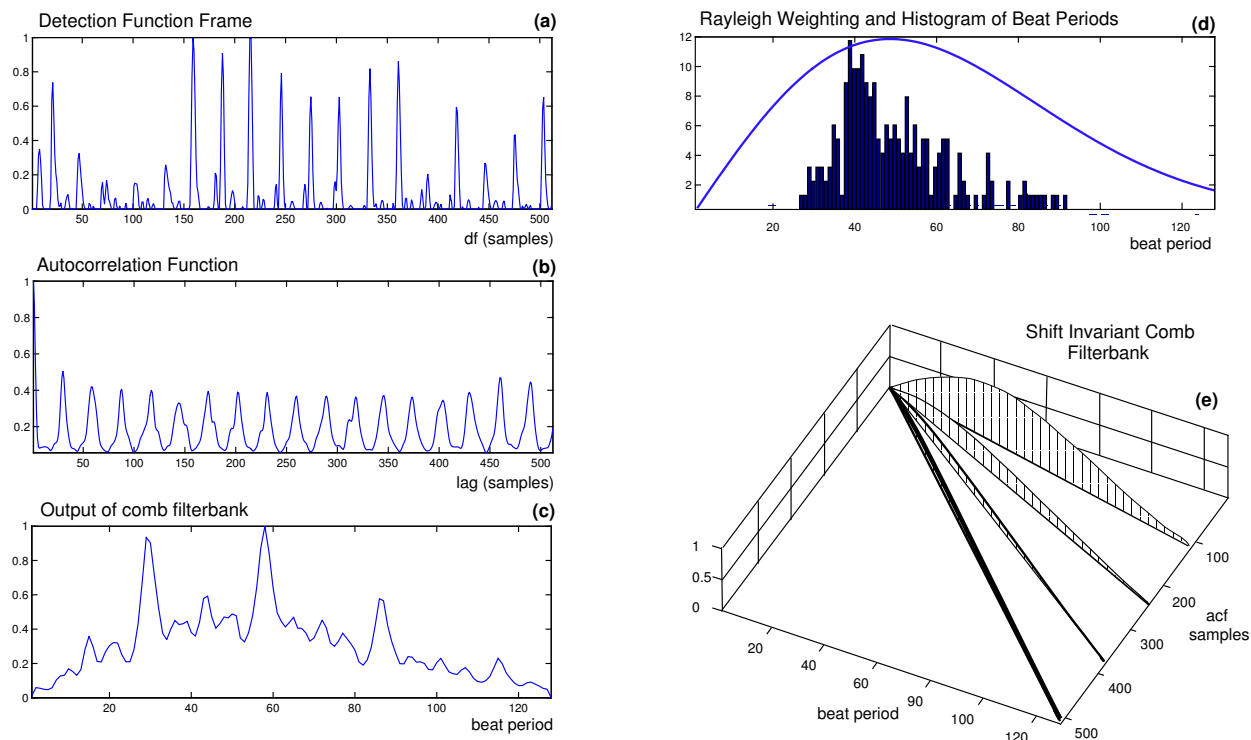 Detection Function Frame
(a)
1
0.8
0.6
0.4
0.2
0
50 100 150 200 250 300 350 400 450 500
df (samples)
Autocorrelation Function
(b)
1
0.8
0.6
0.4
0.2
50 100 150 200 250 300 350 400 450 500
lag (samples)
Output of comb filterbank
(c)
1
0.8
0.6
0.4
0.2
0
20 40 60 80 100 120
beat period
Rayleigh Weighting and Histogram of Beat Periods
(d)
12
10
8
6
4
2
20 40 60 80 100 120
beat period
Shift Invariant Comb
Filterbank
(e)
1
0.5
0
20 40 60 90 100 120
beat period
100
200
300
400
500
acf
samples